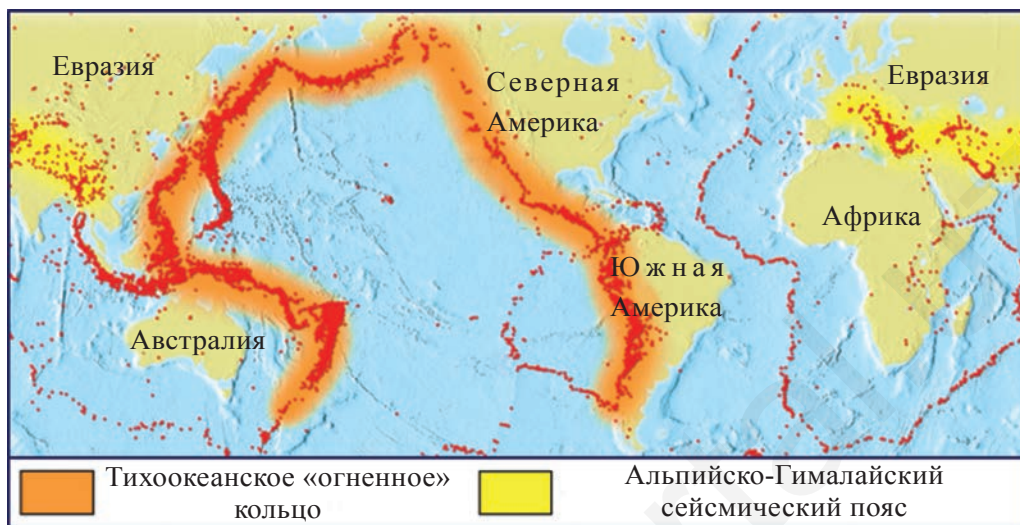 Евразия
Северная
Америка
Евразия
Африка
Южная
Америка
Австралия
Тихоокеанское «огненное»
кольцо
Альпийско-Гималайский
сейсмический пояс